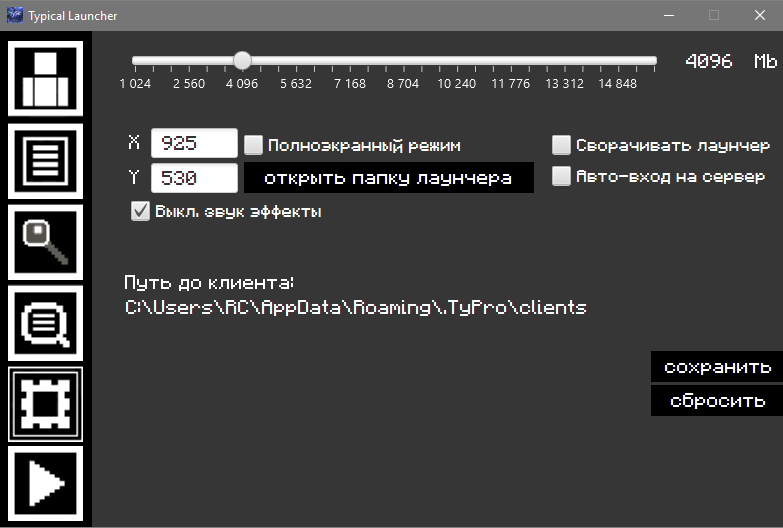 Typical Launcher
4096 Mb
1 024 2 560 4 096 5 632 7 168 8 704 10 240 11 776 13 312 14 848
X 925 Полноэкранный режим Сворачивать лаунчер
Y 530 открыть папку лаунчера Авто-вход на сервер
Выкл. звук эффекты
Путь до клиента:
C:\Users\RC\AppData\Roaming\.TyPro\clients
сохранить
сбросить